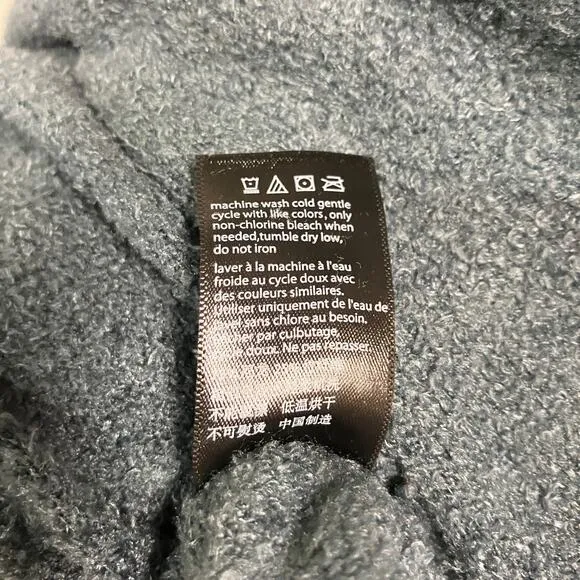 machine wash cold gentle
cycle with like colors, only
non-chlorine bleach when
needed,tumble dry low,
do not iron
laver à la machine à l'eau
froide au cycle doux avec
des couleurs similaires.
Utiliser uniquement de l'eau de
sans chlore au besoin.
par culbutage
doux. Ne pas repasser.
低温烘干
不可熨烫 中国制造